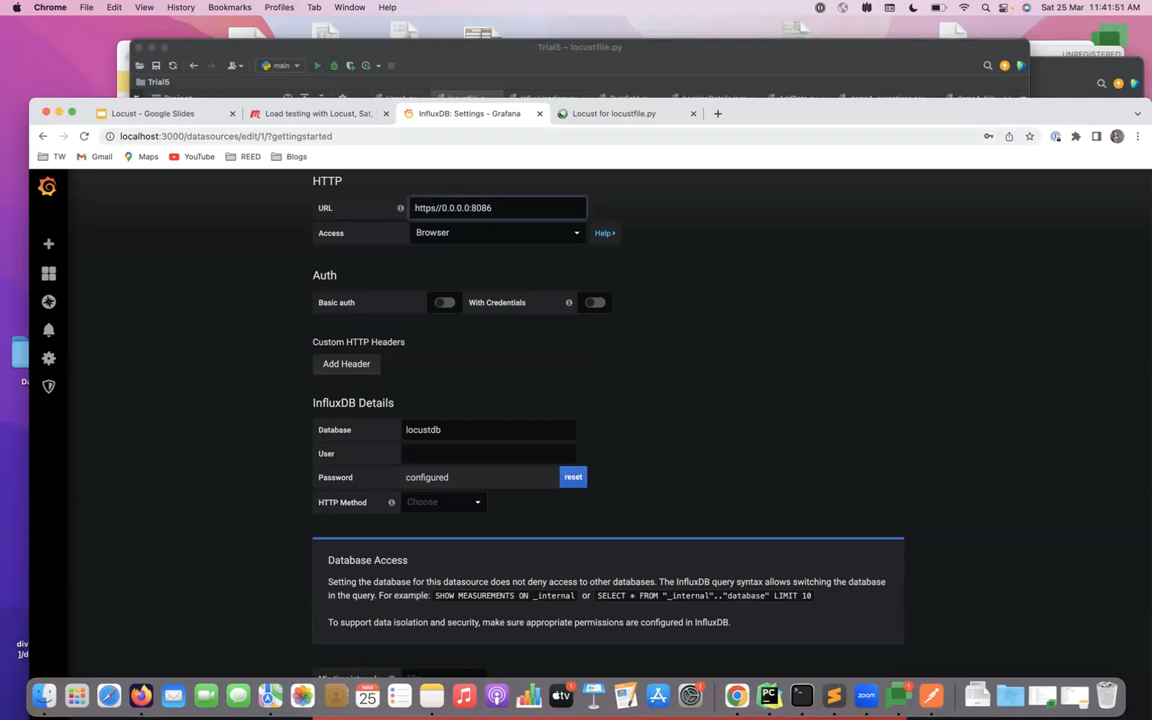 Chrome File Edit View History Bookmarks Profiles Tab Window Help Sat 25 Mar 11:41:51
Trial5 – locustfile.py
UNREGISTERED
main
Trial5
Locust - Google Slides
Load testing with Locust, Sat,
InfluxDB: Settings - Grafana
Locust for locustfile.py
localhost:3000/datasources/edit/1/?gettingstarted
TW Gmail Maps YouTube REED Blogs
HTTP
URL https//0.0.0.0:8086
Access Browser Help
Auth
Basic auth With Credentials
Custom HTTP Headers
Add Header
InfluxDB Details
Database locustdb
User
Password configured reset
HTTP Method Choose
Database Access
Setting the database for this datasource does not deny access to other databases. The InfluxDB query syntax allows switching the database
in the query. For example: SHOW MEASUREMENTS ON _internal or SELECT * FROM "_internal".."database" LIMIT 10
To support data isolation and security, make sure appropriate permissions are configured in InfluxDB.
div
]/d
MAR
25
tv
PC
zoom